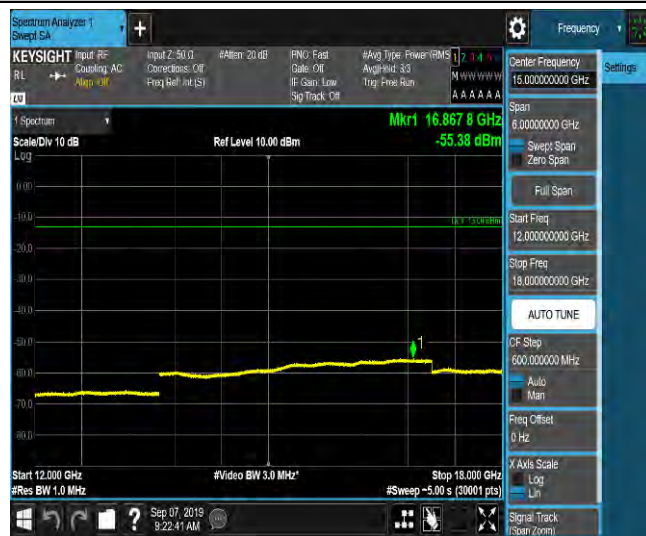 Spectrum Analyzer 1
Swept SA
+
Frequency
KEYSIGHT
Input: RF
Coupling: AC
Align: Off
Input Z: 50 Ω
Corrections: Off
Freq Ref: Int (S)
#Atten: 20 dB
PNO: Fast
Gate: Off
IF Gain: Low
Sig Track: Off
#Avg Type: Power (RMS
Avg|Hold: 3/3
Trig: Free Run
M W W W W W
A A A A A A
RL
1 Spectrum
Scale/Div 10 dB
Log
Ref Level 10.00 dBm
Mkr1 16.867 8 GHz
-55.38 dBm
0.00
-10.0
-20.0
-30.0
-40.0
-50.0
-60.0
-70.0
-80.0
1
Start 12.000 GHz
#Res BW 1.0 MHz
#Video BW 3.0 MHz*
Stop 18.000 GHz
#Sweep ~5.00 s (30001 pts)
Center Frequency
15.000000000 GHz
Settings
Span
6.00000000 GHz
Swept Span
Zero Span
Full Span
Start Freq
12.000000000 GHz
Stop Freq
18.000000000 GHz
AUTO TUNE
CF Step
600.000000 MHz
Auto
Man
Freq Offset
0 Hz
X Axis Scale
Log
Lin
Signal Track
(Span Zoom)
?
Sep 07, 2019
9:22:41 AM